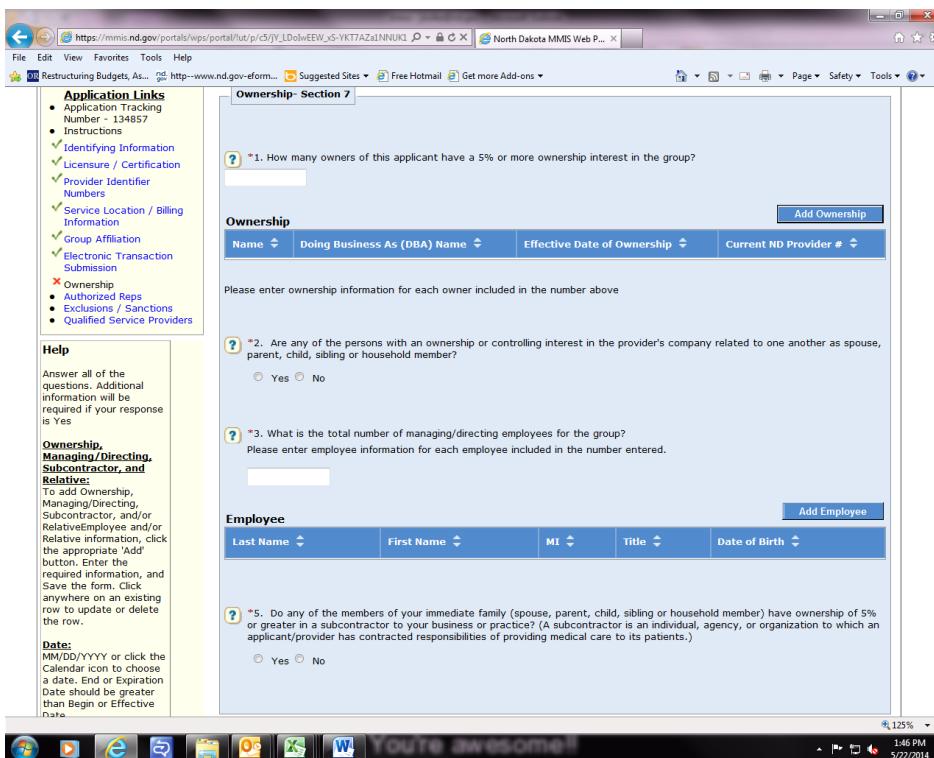 https://mmis.nd.gov/portals/wps/portal/!ut/p/c5/jY_LDoIwEEW_xS-YKT7AZa1NNUK1
North Dakota MMIS Web P...
File Edit View Favorites Tools Help
Restructuring Budgets, As... http--www.nd.gov-eform... Suggested Sites Free Hotmail Get more Add-ons Page Safety Tools
Application Links
Application Tracking
Number - 134857
Instructions
Identifying Information
Licensure / Certification
Provider Identifier
Numbers
Service Location / Billing
Information
Group Affiliation
Electronic Transaction
Submission
Ownership
Authorized Reps
Exclusions / Sanctions
Qualified Service Providers
Help
Answer all of the
questions. Additional
information will be
required if your response
is Yes
Ownership,
Managing/Directing,
Subcontractor, and
Relative:
To add Ownership,
Managing/Directing,
Subcontractor, and/or
RelativeEmployee and/or
Relative information, click
the appropriate 'Add'
button. Enter the
required information, and
Save the form. Click
anywhere on an existing
row to update or delete
the row.
Date:
MM/DD/YYYY or click the
Calendar icon to choose
a date. End or Expiration
Date should be greater
than Begin or Effective
Date
Ownership- Section 7
*1. How many owners of this applicant have a 5% or more ownership interest in the group?
Add Ownership
Ownership
Name Doing Business As (DBA) Name Effective Date of Ownership Current ND Provider #
Please enter ownership information for each owner included in the number above
*2. Are any of the persons with an ownership or controlling interest in the provider's company related to one another as spouse,
parent, child, sibling or household member?
Yes No
*3. What is the total number of managing/directing employees for the group?
Please enter employee information for each employee included in the number entered.
Add Employee
Employee
Last Name First Name MI Title Date of Birth
*5. Do any of the members of your immediate family (spouse, parent, child, sibling or household member) have ownership of 5%
or greater in a subcontractor to your business or practice? (A subcontractor is an individual, agency, or organization to which an
applicant/provider has contracted responsibilities of providing medical care to its patients.)
Yes No
125%
You're awesome!!
1:46 PM
5/22/2014